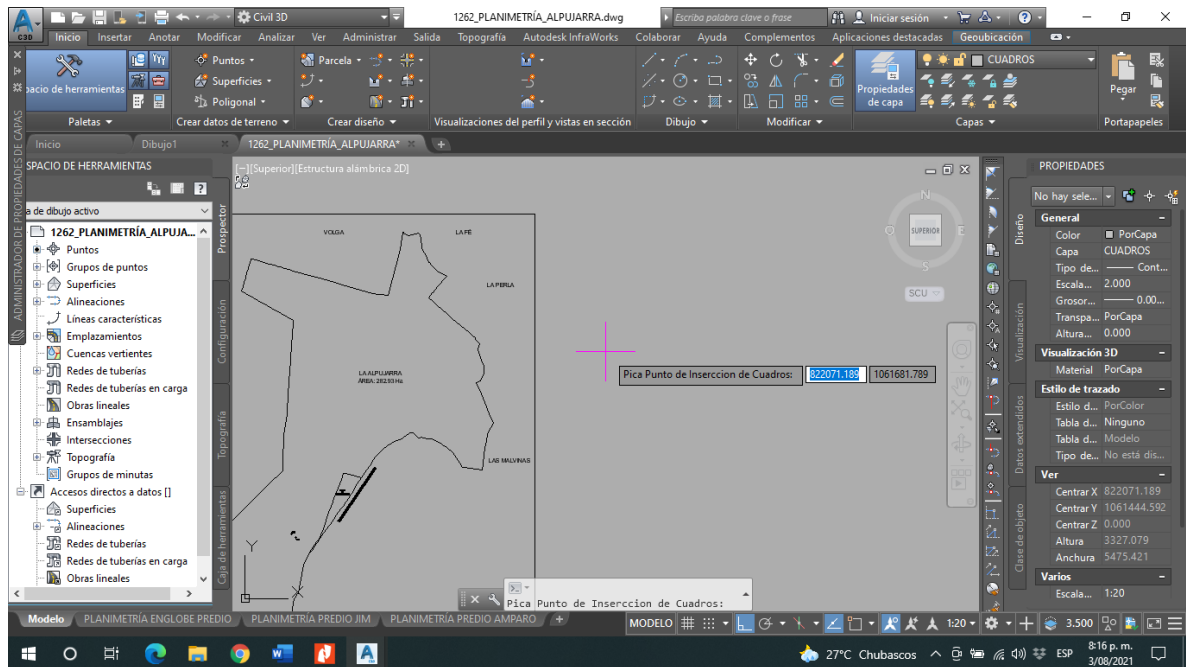 C3D
Civil 3D
1262_PLANIMETRÍA_ALPUJARRA.dwg
Escriba palabra clave o frase
Iniciar sesión
Inicio Insertar Anotar Modificar Analizar Ver Administrar Salida Topografía Autodesk InfraWorks Colaborar Ayuda Complementos Aplicaciones destacadas Geoubicación
Puntos
Parcela
CUADROS
Superficies
pacio de herramientas
Propiedades
de capa
Pegar
Poligonal
Paletas
Crear datos de terreno
Crear diseño
Visualizaciones del perfil y vistas en sección
Dibujo
Modificar
Capas
Portapapeles
Inicio
Dibujo1
1262_PLANIMETRÍA_ALPUJARRA*
ADMINISTRADOR DE PROPIEDADES DE CAPAS
SPACIO DE HERRAMIENTAS
a de dibujo activo
1262_PLANIMETRÍA_ALPUJA...
Puntos
Grupos de puntos
Superficies
Alineaciones
Líneas características
Emplazamientos
Cuencas vertientes
Redes de tuberías
Redes de tuberías en carga
Obras lineales
Ensamblajes
Intersecciones
Topografía
Grupos de minutas
Accesos directos a datos []
Superficies
Alineaciones
Redes de tuberías
Redes de tuberías en carga
Obras lineales
Prospector
Configuración
Topografía
Caja de herramientas
[−][Superior][Estructura alámbrica 2D]
VOLGA
LA FÉ
LA PERLA
LA ALPUJARRA
ÁREA: 282.93 Ha
LAS MALVINAS
Y
X
N
O
SUPERIOR
E
S
SCU
Pica Punto de Inserccion de Cuadros: 822071.189 1061681.789
Pica Punto de Inserccion de Cuadros:
PROPIEDADES
No hay sele...
Diseño
Visualización
Datos extendidos
Clase de objeto
General
Color PorCapa
Capa CUADROS
Tipo de... Cont...
Escala... 2.000
Grosor... 0.00...
Transpa... PorCapa
Altura... 0.000
Visualización 3D
Material PorCapa
Estilo de trazado
Estilo d... PorColor
Tabla d... Ninguno
Tabla d... Modelo
Tipo de... No está dis...
Ver
Centrar X 822071.189
Centrar Y 1061444.592
Centrar Z 0.000
Altura 3327.079
Anchura 5475.421
Varios
Escala... 1:20
Modelo PLANIMETRÍA ENGLOBE PREDIO PLANIMETRÍA PREDIO JIM PLANIMETRÍA PREDIO AMPARO
MODELO 1:20 3.500
27°C Chubascos
ESP
8:16 p. m.
3/08/2021